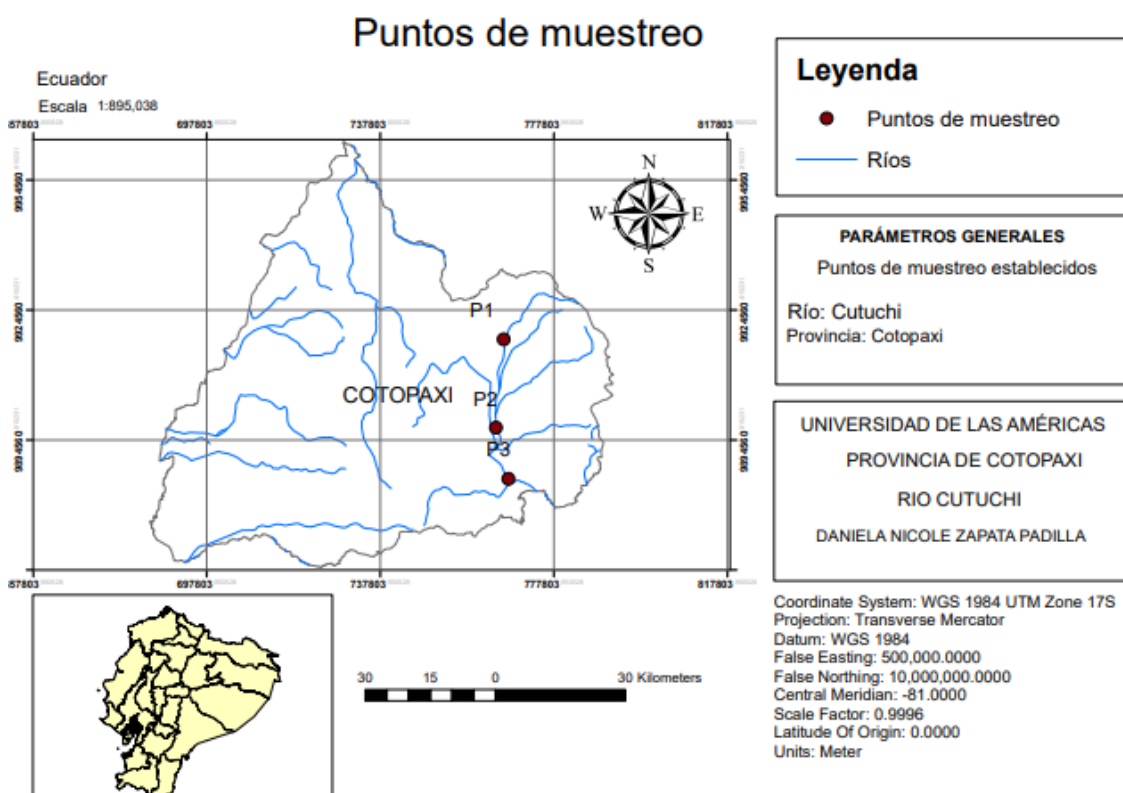 Puntos de muestreo
Ecuador
Escala 1:895,038
697803 737803 777803 817803
N
W E
S
P1
COTOPAXI
P2
P3
697803 737803 777803 817803
30 15 0 30 Kilometers
Leyenda
Puntos de muestreo
Ríos
PARÁMETROS GENERALES
Puntos de muestreo establecidos
Río: Cutuchi
Provincia: Cotopaxi
UNIVERSIDAD DE LAS AMÉRICAS
PROVINCIA DE COTOPAXI
RIO CUTUCHI
DANIELA NICOLE ZAPATA PADILLA
Coordinate System: WGS 1984 UTM Zone 17S
Projection: Transverse Mercator
Datum: WGS 1984
False Easting: 500,000.0000
False Northing: 10,000,000.0000
Central Meridian: -81.0000
Scale Factor: 0.9996
Latitude Of Origin: 0.0000
Units: Meter